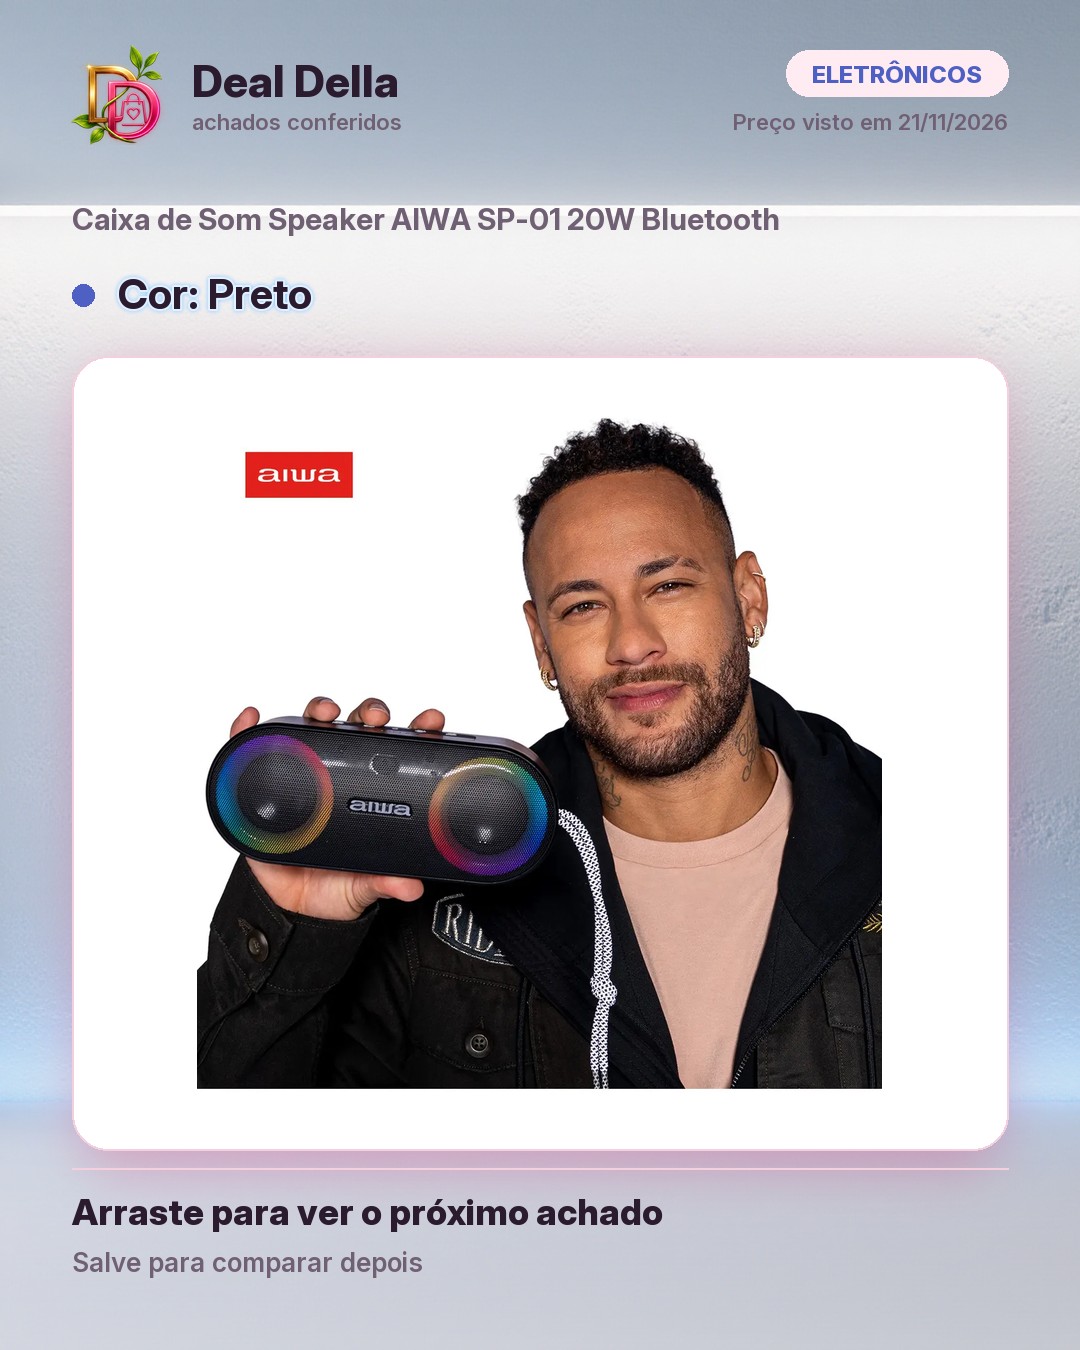 Deal Della
achados conferidos
ELETRÔNICOS
Preço visto em 21/11/2026
Caixa de Som Speaker AIWA SP-01 20W Bluetooth
Cor: Preto
aiwa
aiwa
Arraste para ver o próximo achado
Salve para comparar depois